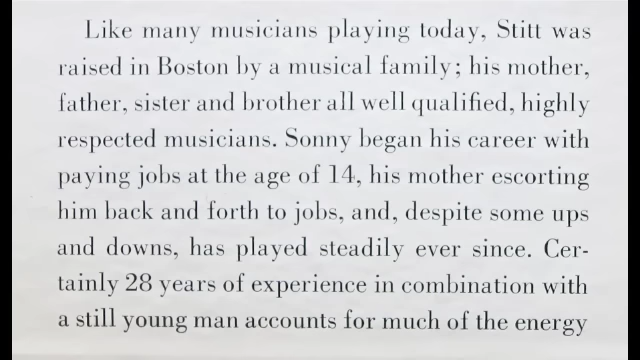 Like many musicians playing today, Stitt was
raised in Boston by a musical family; his mother,
father, sister and brother all well qualified, highly
respected musicians. Sonny began his career with
paying jobs at the age of 14, his mother escorting
him back and forth to jobs, and, despite some ups
and downs, has played steadily ever since. Cer-
tainly 28 years of experience in combination with
a still young man accounts for much of the energy